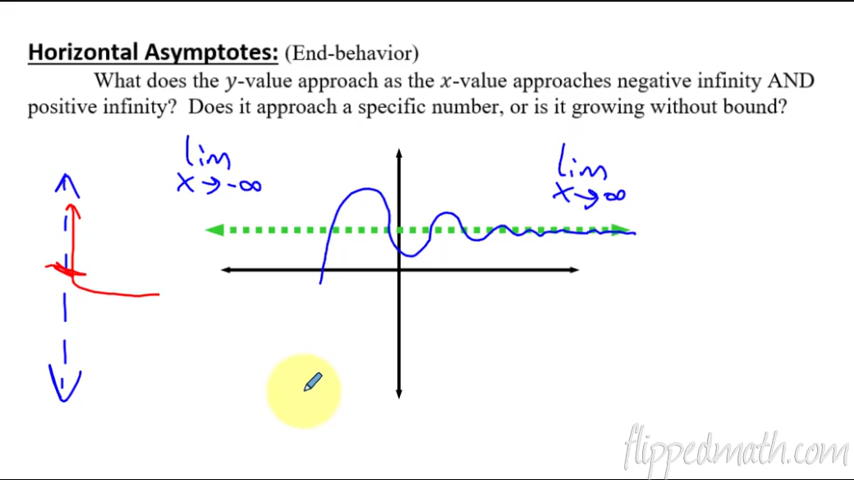 Horizontal Asymptotes: (End-behavior)
What does the y-value approach as the x-value approaches negative infinity AND
positive infinity? Does it approach a specific number, or is it growing without bound?
lim
x→-∞
lim
x→∞
flippedmath.com